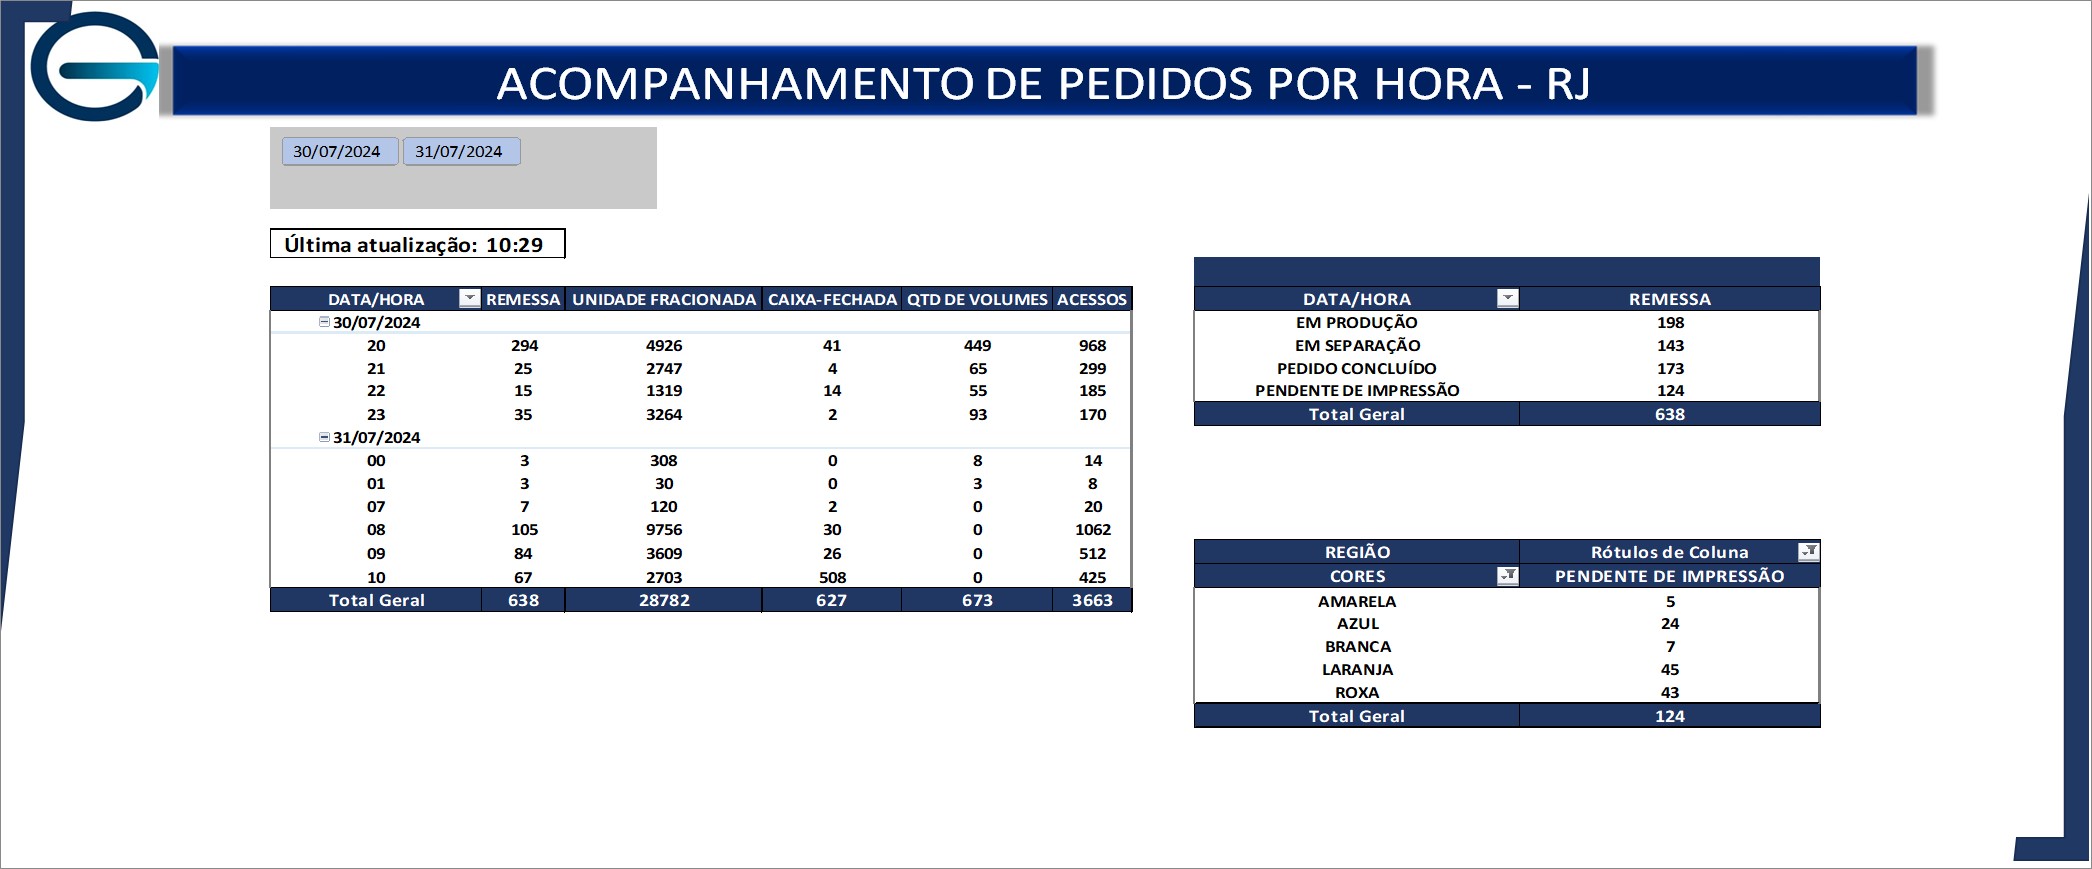 ACOMPANHAMENTO DE PEDIDOS POR HORA - RJ
30/07/2024 31/07/2024
Última atualização: 10:29
DATA/HORA REMESSA UNIDADE FRACIONADA CAIXA-FECHADA QTD DE VOLUMES ACESSOS
30/07/2024
20 294 4926 41 449 968
21 25 2747 4 65 299
22 15 1319 14 55 185
23 35 3264 2 93 170
31/07/2024
00 3 308 0 8 14
01 3 30 0 3 8
07 7 120 2 0 20
08 105 9756 30 0 1062
09 84 3609 26 0 512
10 67 2703 508 0 425
Total Geral 638 28782 627 673 3663
DATA/HORA REMESSA
EM PRODUÇÃO 198
EM SEPARAÇÃO 143
PEDIDO CONCLUÍDO 173
PENDENTE DE IMPRESSÃO 124
Total Geral 638
REGIÃO Rótulos de Coluna
CORES PENDENTE DE IMPRESSÃO
AMARELA 5
AZUL 24
BRANCA 7
LARANJA 45
ROXA 43
Total Geral 124